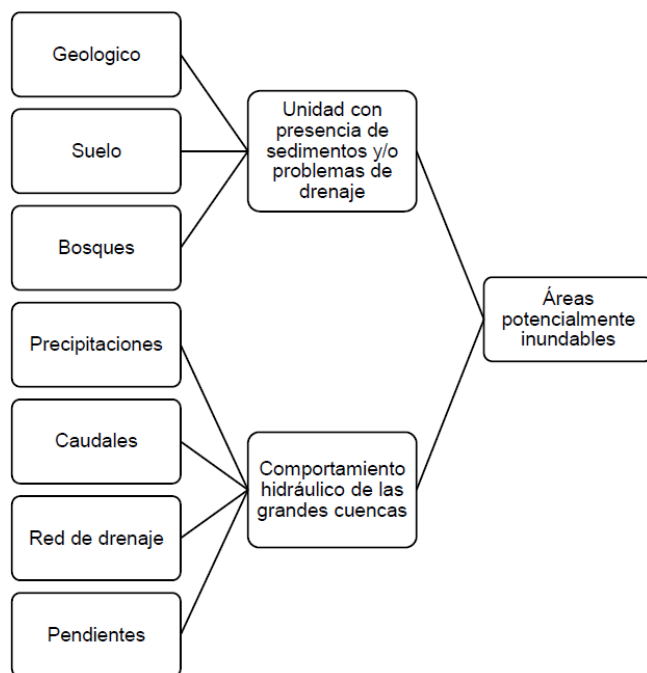 Geologico
Suelo
Bosques
Precipitaciones
Caudales
Red de drenaje
Pendientes
Unidad con
presencia de
sedimentos y/o
problemas de
drenaje
Comportamiento
hidráulico de las
grandes cuencas
Áreas
potencialmente
inundables